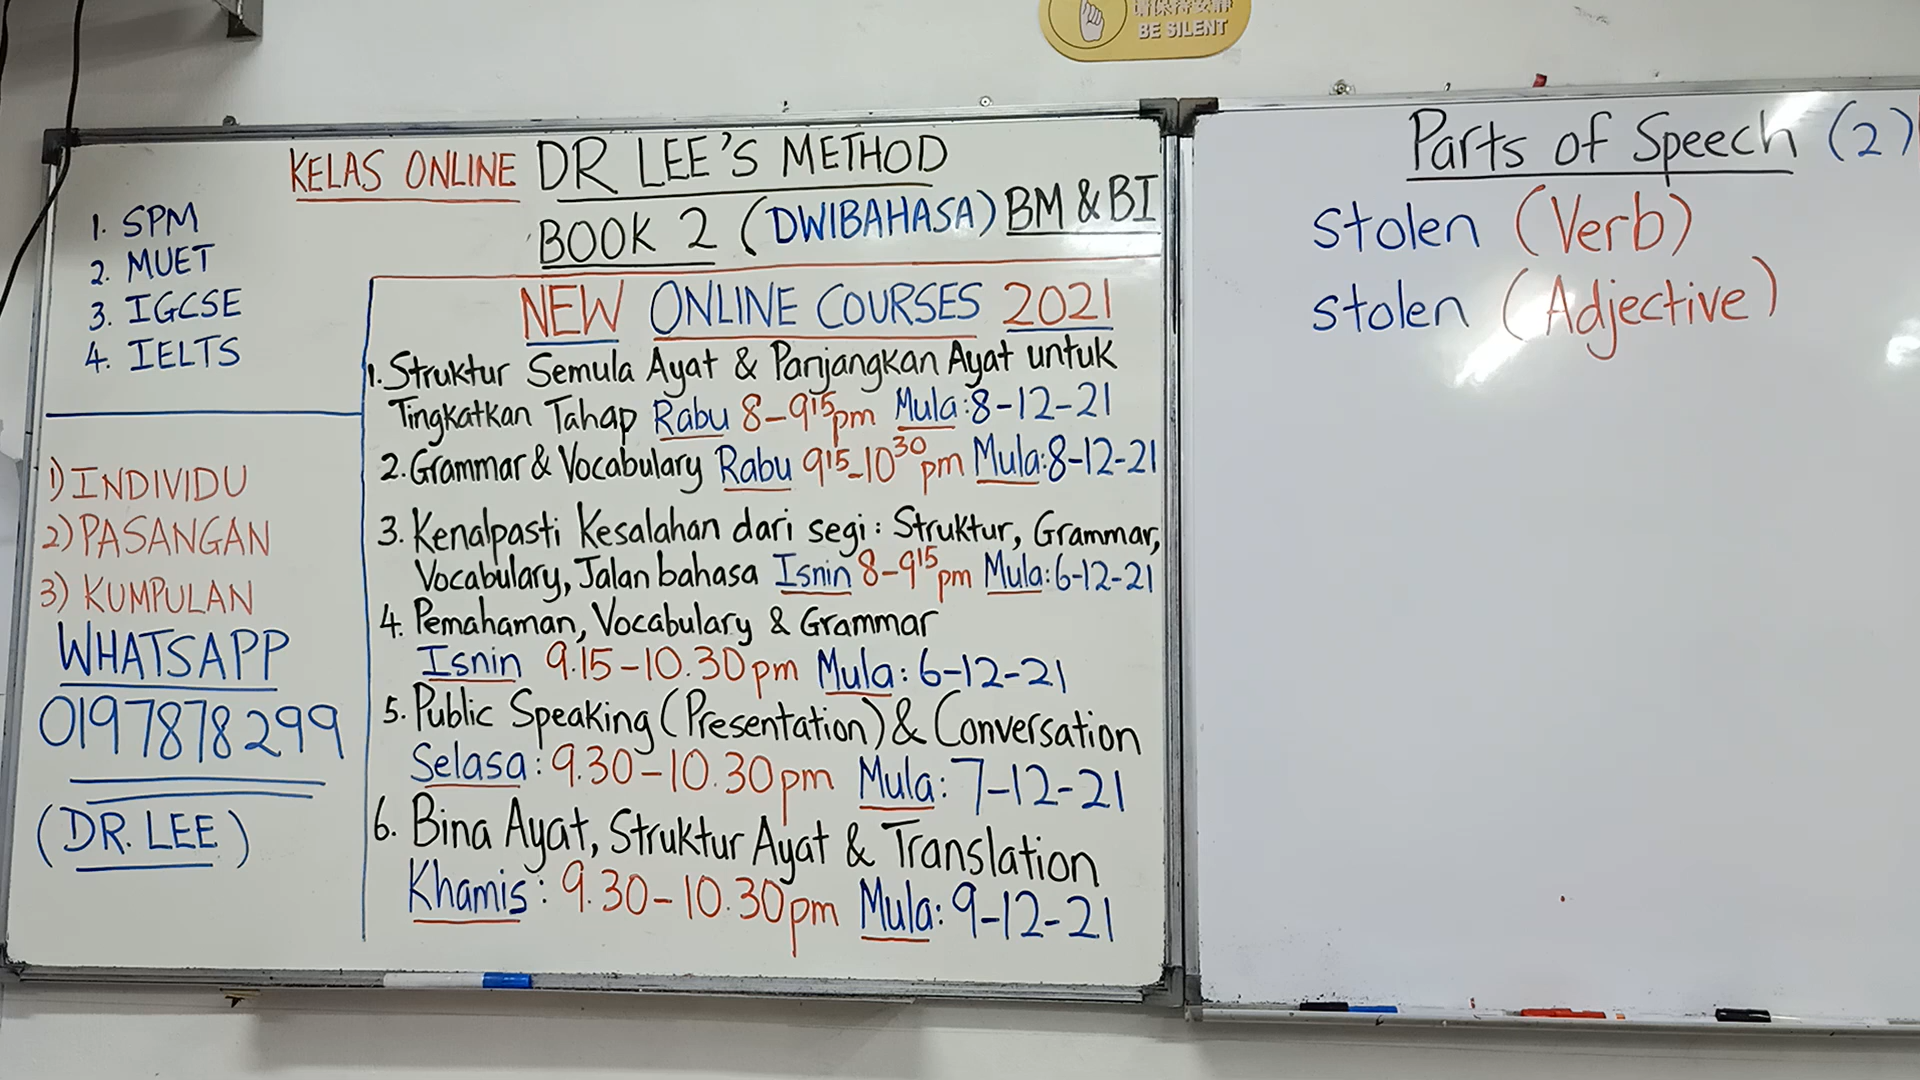 请保持安静
BE SILENT
KELAS ONLINE DR LEE'S METHOD
BOOK 2 (DWIBAHASA) BM & BI
1. SPM
2. MUET
3. IGCSE
4. IELTS
1) INDIVIDU
2) PASANGAN
3) KUMPULAN
WHATSAPP
0197878299
(DR. LEE)
NEW ONLINE COURSES 2021
1. Struktur Semula Ayat & Panjangkan Ayat untuk
Tingkatkan Tahap Rabu 8-9¹⁵pm Mula: 8-12-21
2. Grammar & Vocabulary Rabu 9¹⁵-10³⁰pm Mula: 8-12-21
3. Kenalpasti Kesalahan dari segi: Struktur, Grammar,
Vocabulary, Jalan bahasa Isnin 8-9¹⁵pm Mula: 6-12-21
4. Pemahaman, Vocabulary & Grammar
Isnin 9.15-10.30pm Mula: 6-12-21
5. Public Speaking (Presentation) & Conversation
Selasa: 9.30-10.30pm Mula: 7-12-21
6. Bina Ayat, Struktur Ayat & Translation
Khamis: 9.30-10.30pm Mula: 9-12-21
Parts of Speech (2)
stolen (Verb)
stolen (Adjective)